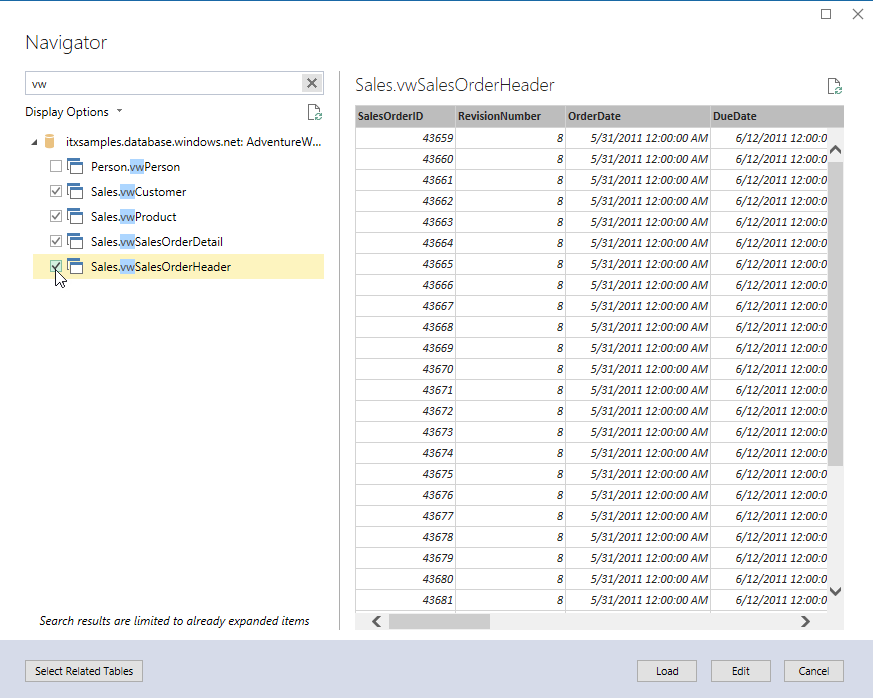 Navigator
vw
Display Options
itxsamples.database.windows.net: AdventureW...
Person.vwPerson
Sales.vwCustomer
Sales.vwProduct
Sales.vwSalesOrderDetail
Sales.vwSalesOrderHeader
Search results are limited to already expanded items
Sales.vwSalesOrderHeader
SalesOrderID RevisionNumber OrderDate DueDate
43659 8 5/31/2011 12:00:00 AM 6/12/2011 12:00:0
43660 8 5/31/2011 12:00:00 AM 6/12/2011 12:00:0
43661 8 5/31/2011 12:00:00 AM 6/12/2011 12:00:0
43662 8 5/31/2011 12:00:00 AM 6/12/2011 12:00:0
43663 8 5/31/2011 12:00:00 AM 6/12/2011 12:00:0
43664 8 5/31/2011 12:00:00 AM 6/12/2011 12:00:0
43665 8 5/31/2011 12:00:00 AM 6/12/2011 12:00:0
43666 8 5/31/2011 12:00:00 AM 6/12/2011 12:00:0
43667 8 5/31/2011 12:00:00 AM 6/12/2011 12:00:0
43668 8 5/31/2011 12:00:00 AM 6/12/2011 12:00:0
43669 8 5/31/2011 12:00:00 AM 6/12/2011 12:00:0
43670 8 5/31/2011 12:00:00 AM 6/12/2011 12:00:0
43671 8 5/31/2011 12:00:00 AM 6/12/2011 12:00:0
43672 8 5/31/2011 12:00:00 AM 6/12/2011 12:00:0
43673 8 5/31/2011 12:00:00 AM 6/12/2011 12:00:0
43674 8 5/31/2011 12:00:00 AM 6/12/2011 12:00:0
43675 8 5/31/2011 12:00:00 AM 6/12/2011 12:00:0
43676 8 5/31/2011 12:00:00 AM 6/12/2011 12:00:0
43677 8 5/31/2011 12:00:00 AM 6/12/2011 12:00:0
43678 8 5/31/2011 12:00:00 AM 6/12/2011 12:00:0
43679 8 5/31/2011 12:00:00 AM 6/12/2011 12:00:0
43680 8 5/31/2011 12:00:00 AM 6/12/2011 12:00:0
43681 8 5/31/2011 12:00:00 AM 6/12/2011 12:00:0
Select Related Tables Load Edit Cancel